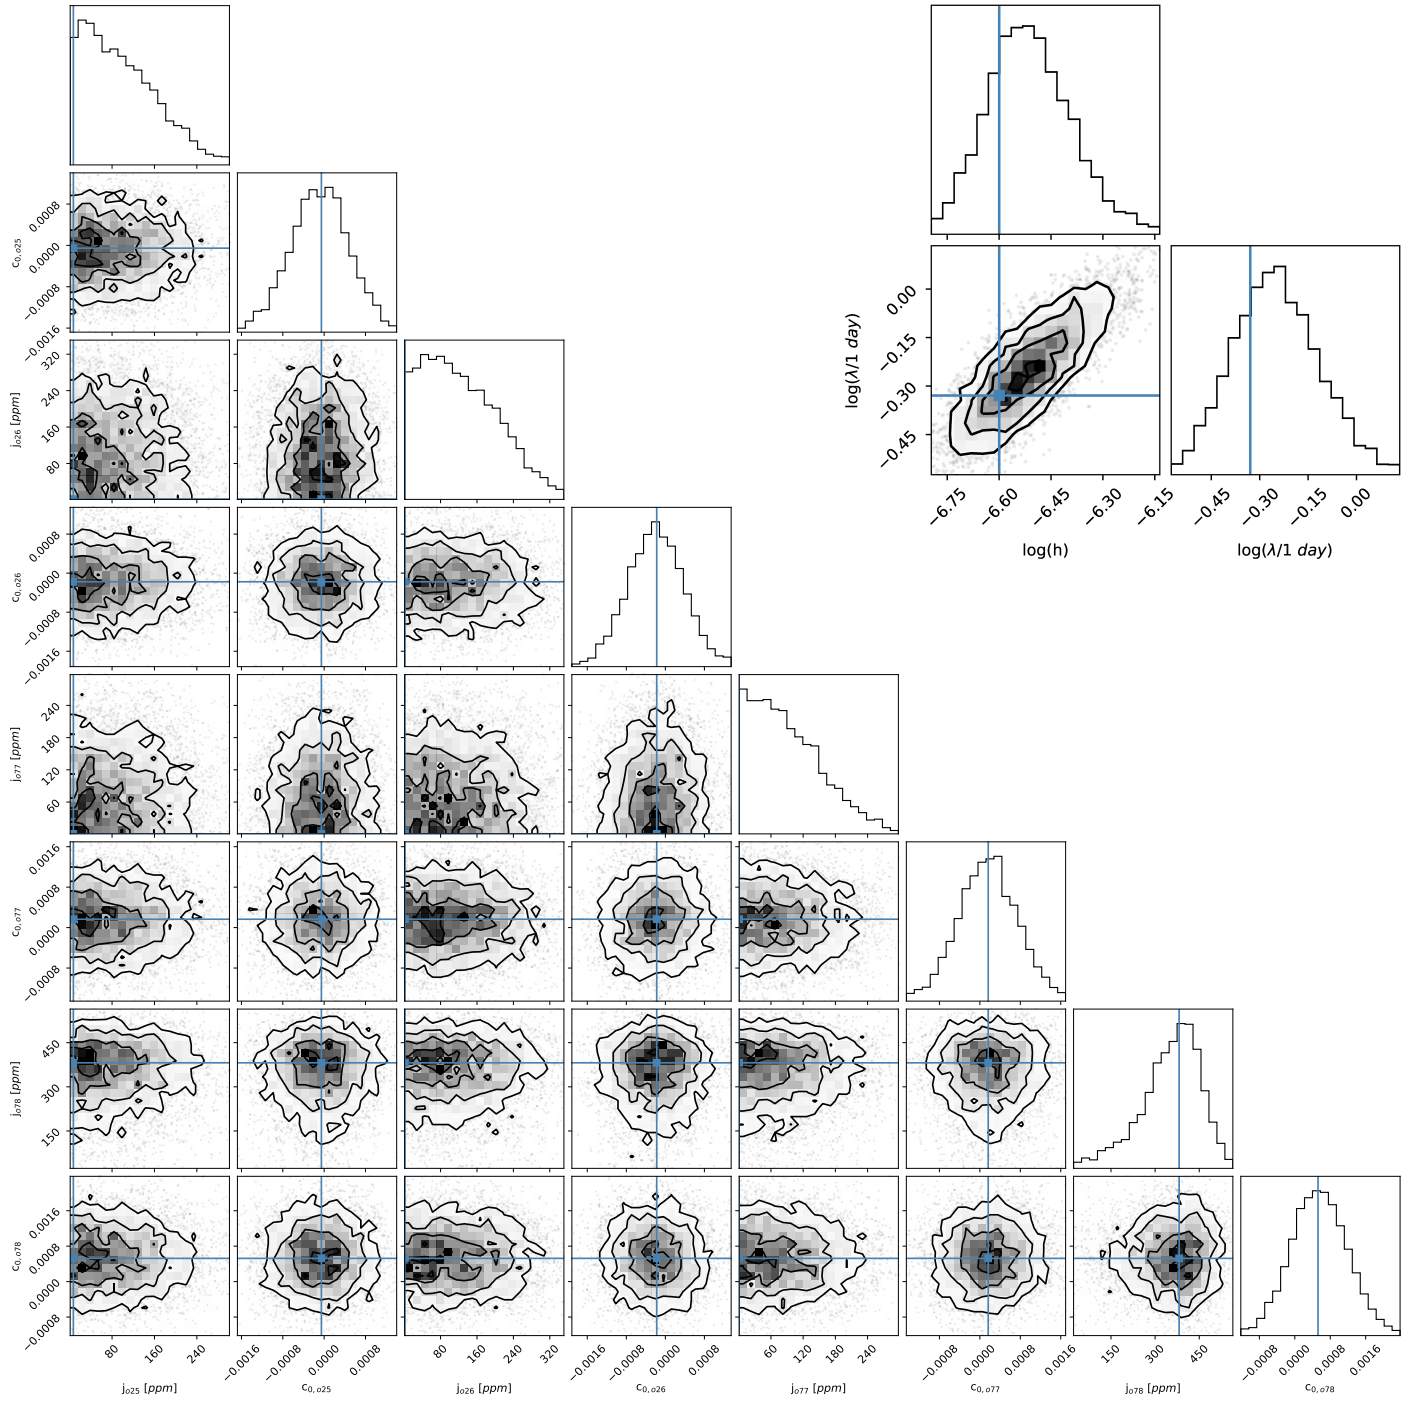 0.0008
0.0000
−0.0008
−0.0016
c₀,ₒ₂₅
320
240
160
80
jₒ₂₆ [ppm]
0.0008
0.0000
−0.0008
−0.0016
c₀,ₒ₂₆
240
180
120
60
jₒ₇₇ [ppm]
0.0016
0.0008
0.0000
−0.0008
c₀,ₒ₇₇
450
300
150
jₒ₇₈ [ppm]
0.0016
0.0008
0.0000
−0.0008
c₀,ₒ₇₈
80 160 240
jₒ₂₅ [ppm]
−0.0016 −0.0008 0.0000 0.0008
c₀,ₒ₂₅
80 160 240 320
jₒ₂₆ [ppm]
−0.0016 −0.0008 0.0000 0.0008
c₀,ₒ₂₆
60 120 180 240
jₒ₇₇ [ppm]
−0.0008 0.0000 0.0008 0.0016
c₀,ₒ₇₇
150 300 450
jₒ₇₈ [ppm]
−0.0008 0.0000 0.0008 0.0016
c₀,ₒ₇₈
0.00
−0.15
−0.30
−0.45
log(λ/1 day)
−6.75 −6.60 −6.45 −6.30 −6.15
log(h)
−0.45 −0.30 −0.15 0.00
log(λ/1 day)